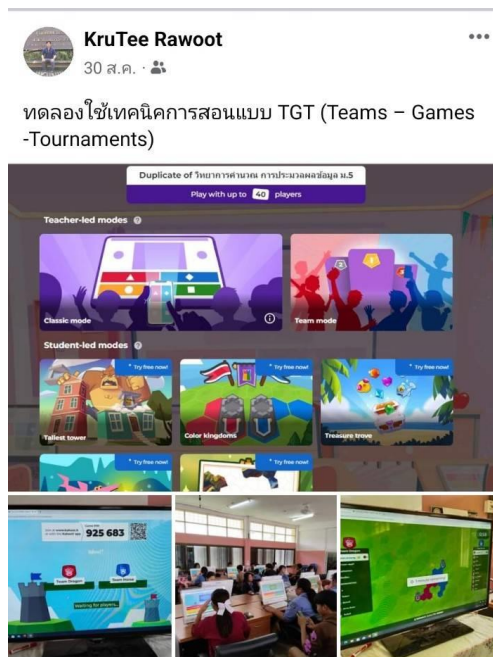 KruTee Rawoot
30 ส.ค.
ทดลองใช้เทคนิคการสอนแบบ TGT (Teams – Games
-Tournaments)
Duplicate of วิทยาการคำนวณ การประมวลผลข้อมูล ม.5
Play with up to 40 players
Teacher-led modes
Classic mode
Team mode
Student-led modes
Try free now!
Tallest tower
Try free now!
Color kingdoms
Try free now!
Treasure trove
Try free now!
Try free now!
925 683
Team Dragon
Team Horse
Waiting for players...